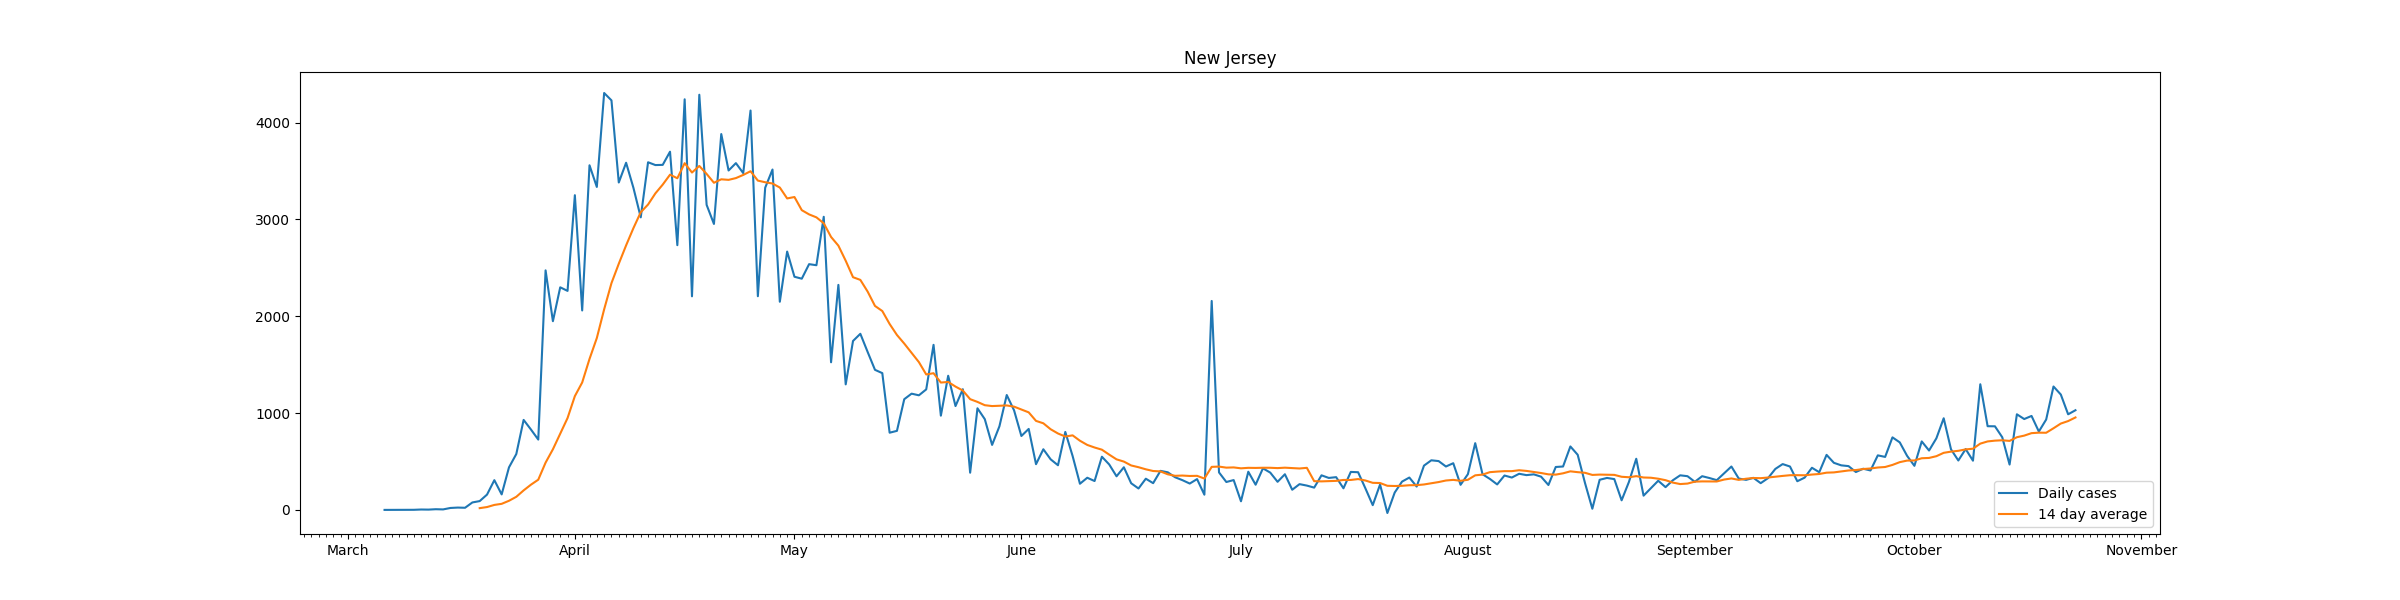 New Jersey
4000
3000
2000
1000
0
March April May June July August September October November
Daily cases
14 day average